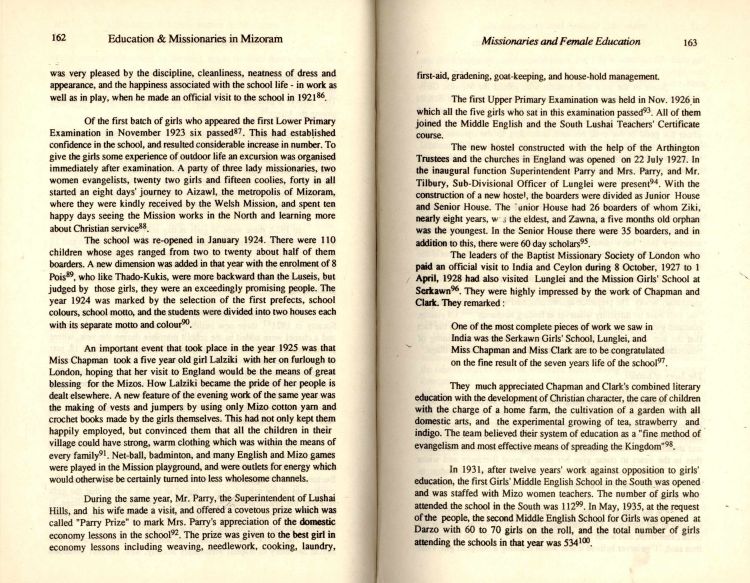 162 Education & Missionaries in Mizoram
was very pleased by the discipline, cleanliness, neatness of dress and
appearance, and the happiness associated with the school life - in work as
well as in play, when he made an official visit to the school in 1921⁸⁶.
Of the first batch of girls who appeared the first Lower Primary
Examination in November 1923 six passed⁸⁷. This had established
confidence in the school, and resulted considerable increase in number. To
give the girls some experience of outdoor life an excursion was organised
immediately after examination. A party of three lady missionaries, two
women evangelists, twenty two girls and fifteen coolies, forty in all
started an eight days' journey to Aizawl, the metropolis of Mizoram,
where they were kindly received by the Welsh Mission, and spent ten
happy days seeing the Mission works in the North and learning more
about Christian service⁸⁸.
The school was re-opened in January 1924. There were 110
children whose ages ranged from two to twenty about half of them
boarders. A new dimension was added in that year with the enrolment of 8
Pois⁸⁹, who like Thado-Kukis, were more backward than the Luseis, but
judged by those girls, they were an exceedingly promising people. The
year 1924 was marked by the selection of the first prefects, school
colours, school motto, and the students were divided into two houses each
with its separate motto and colour⁹⁰.
An important event that took place in the year 1925 was that
Miss Chapman took a five year old girl Lalziki with her on furlough to
London, hoping that her visit to England would be the means of great
blessing for the Mizos. How Lalziki became the pride of her people is
dealt elsewhere. A new feature of the evening work of the same year was
the making of vests and jumpers by using only Mizo cotton yarn and
crochet books made by the girls themselves. This had not only kept them
happily employed, but convinced them that all the children in their
village could have strong, warm clothing which was within the means of
every family⁹¹. Net-ball, badminton, and many English and Mizo games
were played in the Mission playground, and were outlets for energy which
would otherwise be certainly turned into less wholesome channels.
During the same year, Mr. Parry, the Superintendent of Lushai
Hills, and his wife made a visit, and offered a covetous prize which was
called "Parry Prize" to mark Mrs. Parry's appreciation of the domestic
economy lessons in the school⁹². The prize was given to the best girl in
economy lessons including weaving, needlework, cooking, laundry,
Missionaries and Female Education 163
first-aid, gradening, goat-keeping, and house-hold management.
The first Upper Primary Examination was held in Nov. 1926 in
which all the five girls who sat in this examination passed⁹³. All of them
joined the Middle English and the South Lushai Teachers' Certificate
course.
The new hostel constructed with the help of the Arthington
Trustees and the churches in England was opened on 22 July 1927. In
the inaugural function Superintendent Parry and Mrs. Parry, and Mr.
Tilbury, Sub-Divisional Officer of Lunglei were present⁹⁴. With the
construction of a new hostel, the boarders were divided as Junior House
and Senior House. The unior House had 26 boarders of whom Ziki,
nearly eight years, w s the eldest, and Zawna, a five months old orphan
was the youngest. In the Senior House there were 35 boarders, and in
addition to this, there were 60 day scholars⁹⁵.
The leaders of the Baptist Missionary Society of London who
paid an official visit to India and Ceylon during 8 October, 1927 to 1
April, 1928 had also visited Lunglei and the Mission Girls' School at
Serkawn⁹⁶. They were highly impressed by the work of Chapman and
Clark. They remarked :
One of the most complete pieces of work we saw in
India was the Serkawn Girls' School, Lunglei, and
Miss Chapman and Miss Clark are to be congratulated
on the fine result of the seven years life of the school⁹⁷.
They much appreciated Chapman and Clark's combined literary
education with the development of Christian character, the care of children
with the charge of a home farm, the cultivation of a garden with all
domestic arts, and the experimental growing of tea, strawberry and
indigo. The team believed their system of education as a "fine method of
evangelism and most effective means of spreading the Kingdom"⁹⁸.
In 1931, after twelve years' work against opposition to girls'
education, the first Girls' Middle English School in the South was opened
and was staffed with Mizo women teachers. The number of girls who
attended the school in the South was 112⁹⁹. In May, 1935, at the request
of the people, the second Middle English School for Girls was opened at
Darzo with 60 to 70 girls on the roll, and the total number of girls
attending the schools in that year was 534¹⁰⁰.